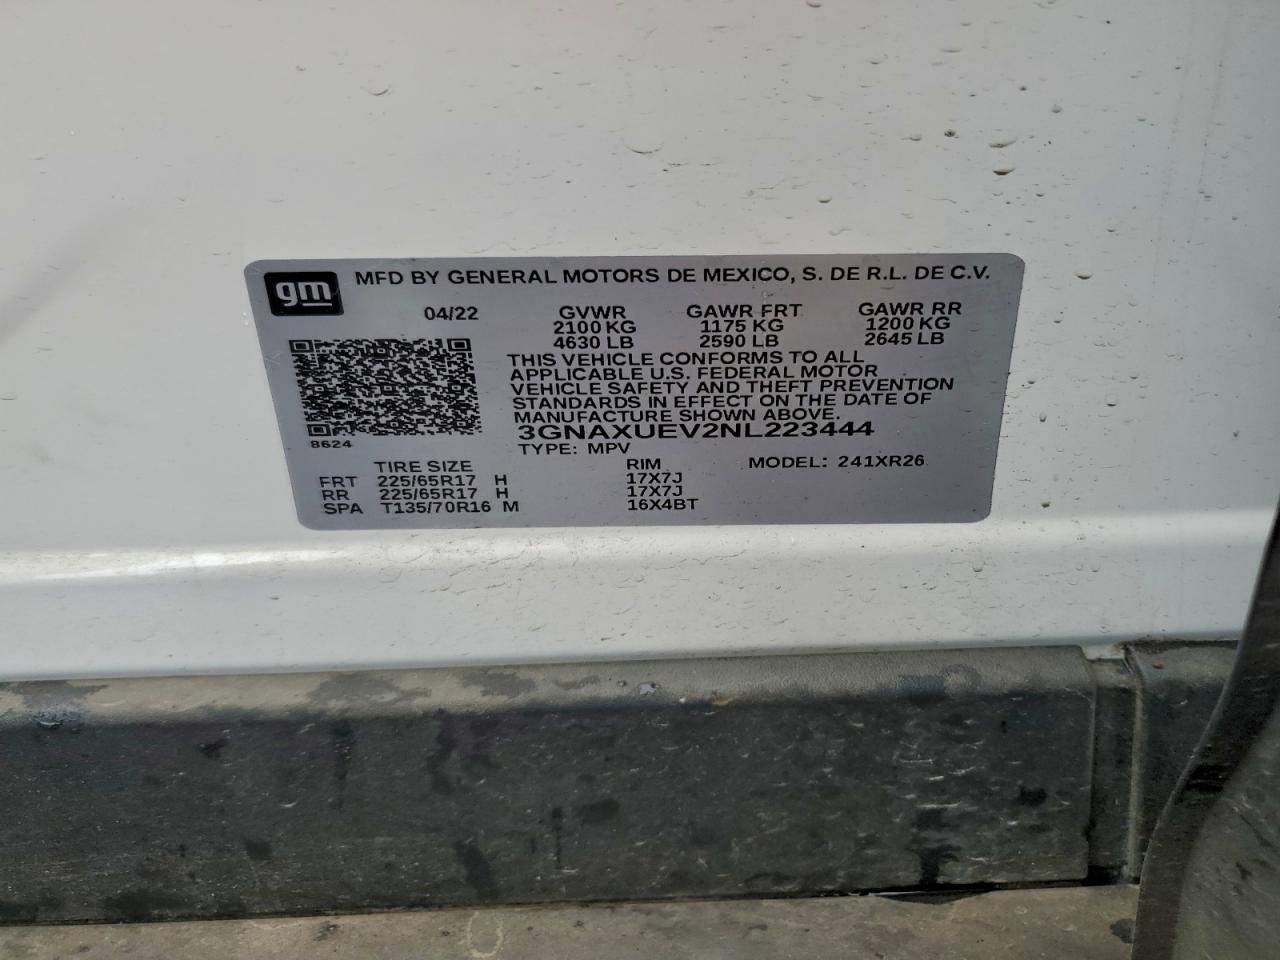 gm MFD BY GENERAL MOTORS DE MEXICO, S. DE R.L. DE C.V.
04/22 GVWR GAWR FRT GAWR RR
2100 KG 1175 KG 1200 KG
4630 LB 2590 LB 2645 LB
THIS VEHICLE CONFORMS TO ALL
APPLICABLE U.S. FEDERAL MOTOR
VEHICLE SAFETY AND THEFT PREVENTION
STANDARDS IN EFFECT ON THE DATE OF
MANUFACTURE SHOWN ABOVE.
8624 3GNAXUEV2NL223444
TYPE: MPV
TIRE SIZE RIM MODEL: 241XR26
FRT 225/65R17 H 17X7J
RR 225/65R17 H 17X7J
SPA T135/70R16 M 16X4BT